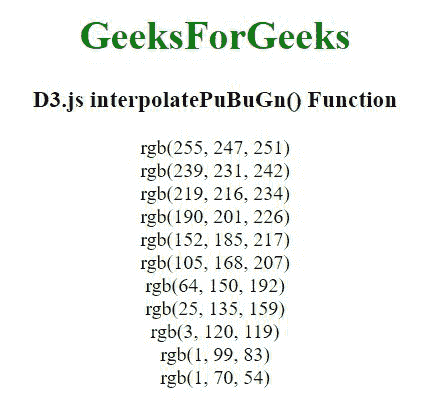 GeeksForGeeks
D3.js interpolatePuBuGn() Function
rgb(255, 247, 251)
rgb(239, 231, 242)
rgb(219, 216, 234)
rgb(190, 201, 226)
rgb(152, 185, 217)
rgb(105, 168, 207)
rgb(64, 150, 192)
rgb(25, 135, 159)
rgb(3, 120, 119)
rgb(1, 99, 83)
rgb(1, 70, 54)